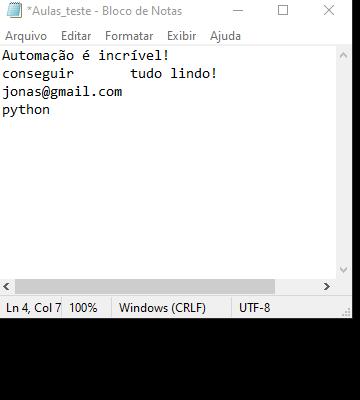 *Aulas_teste - Bloco de Notas
Arquivo Editar Formatar Exibir Ajuda
Automação é incrível!
conseguir       tudo lindo!
jonas@gmail.com
python
Ln 4, Col 7 100% Windows (CRLF) UTF-8